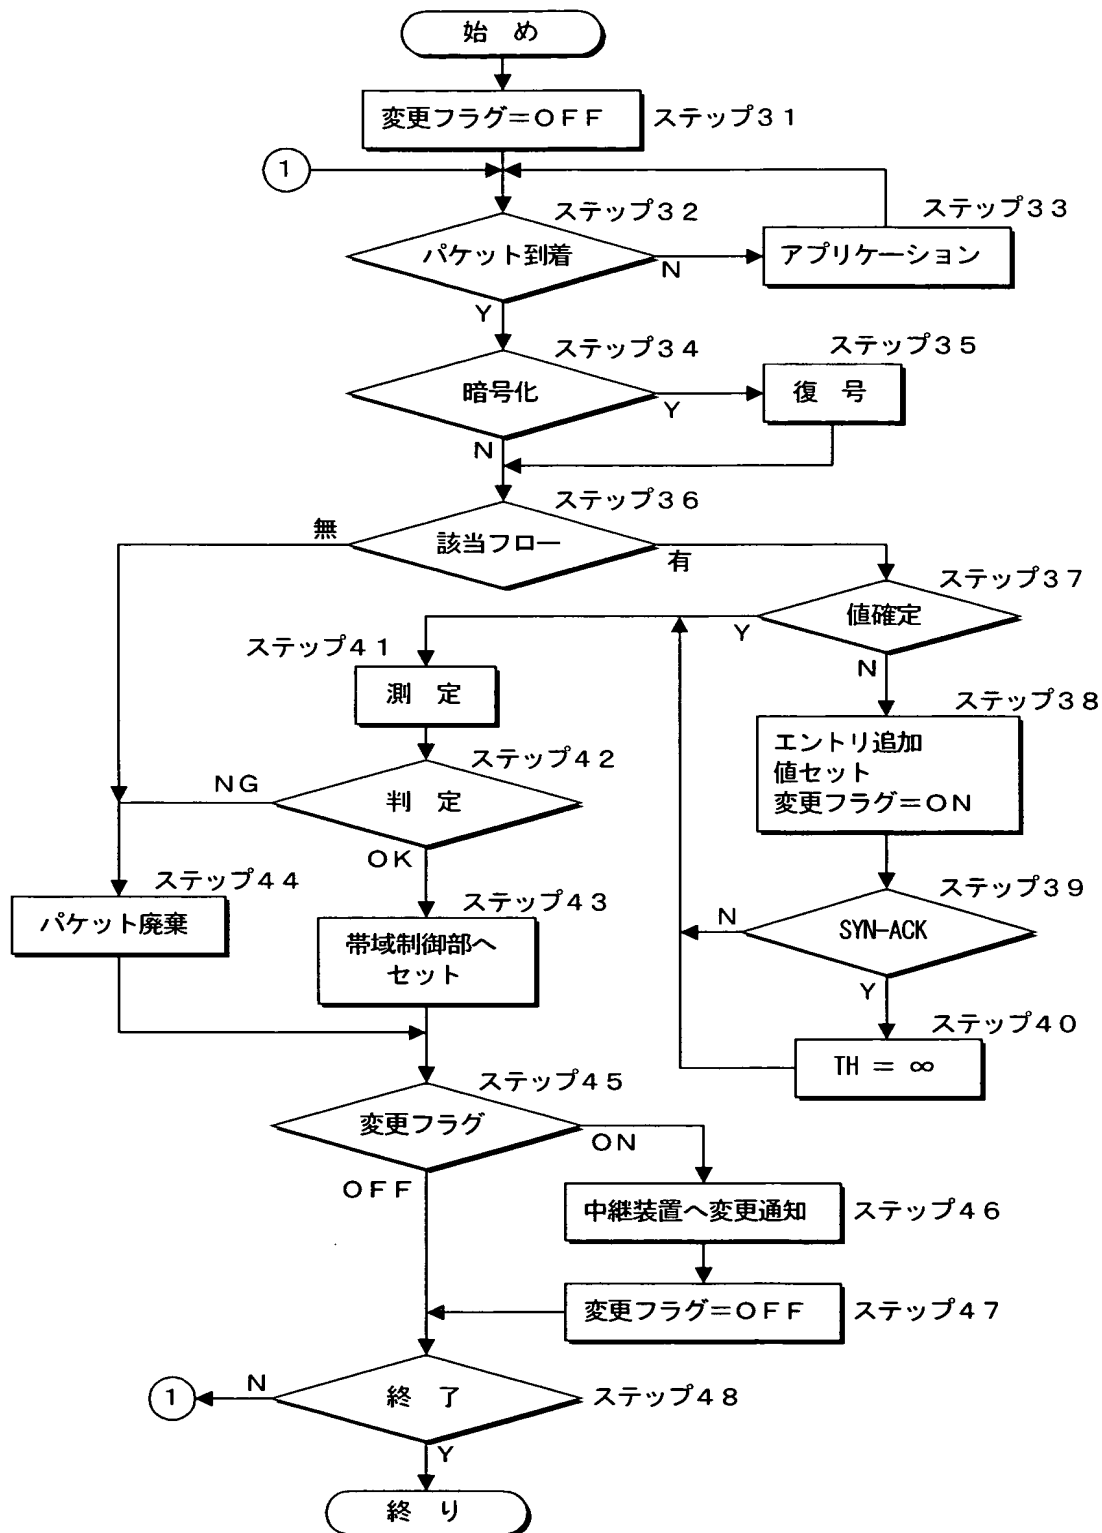 始　め
変更フラグ＝ＯＦＦ
ステップ３１
１
ステップ３２
パケット到着
N
Y
ステップ３３
アプリケーション
ステップ３４
暗号化
Y
N
ステップ３５
復　号
ステップ３６
該当フロー
無
有
ステップ３７
値確定
Y
N
ステップ３８
エントリ追加
値セット
変更フラグ＝ＯＮ
ステップ３９
SYN-ACK
N
Y
ステップ４０
TH = ∞
ステップ４１
測　定
ステップ４２
判　定
ＮＧ
ＯＫ
ステップ４３
帯域制御部へ
セット
ステップ４４
パケット廃棄
ステップ４５
変更フラグ
ＯＮ
ＯＦＦ
中継装置へ変更通知
ステップ４６
変更フラグ＝ＯＦＦ
ステップ４７
終　了
ステップ４８
N
１
Y
終　り